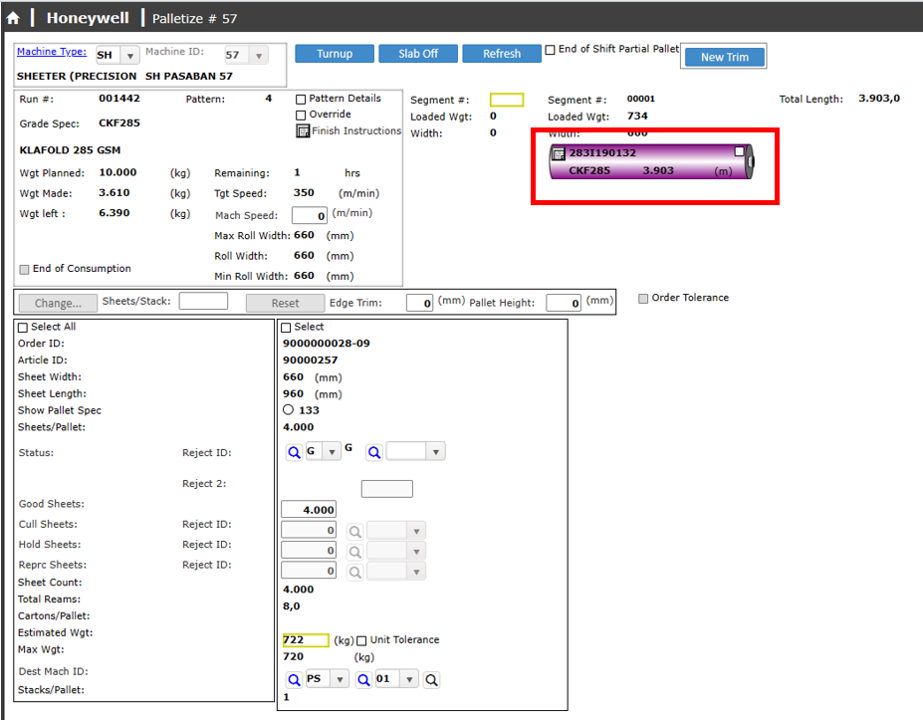 Honeywell Palletize # 57
Machine Type: SH Machine ID: 57
SHEETER (PRECISION SH PASABAN 57
Turnup Slab Off Refresh End of Shift Partial Pallet New Trim
Run #: 001442 Pattern: 4 Pattern Details
Override
Grade Spec: CKF285 Finish Instructions
KLAFOLD 285 GSM
Wgt Planned: 10.000 (kg) Remaining: 1 hrs
Wgt Made: 3.610 (kg) Tgt Speed: 350 (m/min)
Wgt left : 6.390 (kg) Mach Speed: 0 (m/min)
Max Roll Width: 660 (mm)
Roll Width: 660 (mm)
End of Consumption Min Roll Width: 660 (mm)
Segment #:
Loaded Wgt: 0
Width: 0
Segment #: 00001
Loaded Wgt: 734
Width:
Total Length: 3.903,0
283I190132
CKF285 3.903 (m)
Change... Sheets/Stack: Reset Edge Trim: 0 (mm) Pallet Height: 0 (mm) Order Tolerance
Select All Select
Order ID: 9000000028-09
Article ID: 90000257
Sheet Width: 660 (mm)
Sheet Length: 960 (mm)
Show Pallet Spec 133
Sheets/Pallet: 4.000
Status: Reject ID: G G
Reject 2:
Good Sheets: 4.000
Cull Sheets: Reject ID: 0
Hold Sheets: Reject ID: 0
Reprc Sheets: Reject ID: 0
Sheet Count: 4.000
Total Reams: 8,0
Cartons/Pallet:
Estimated Wgt: 722 (kg) Unit Tolerance
Max Wgt: 720 (kg)
Dest Mach ID: PS 01
Stacks/Pallet: 1